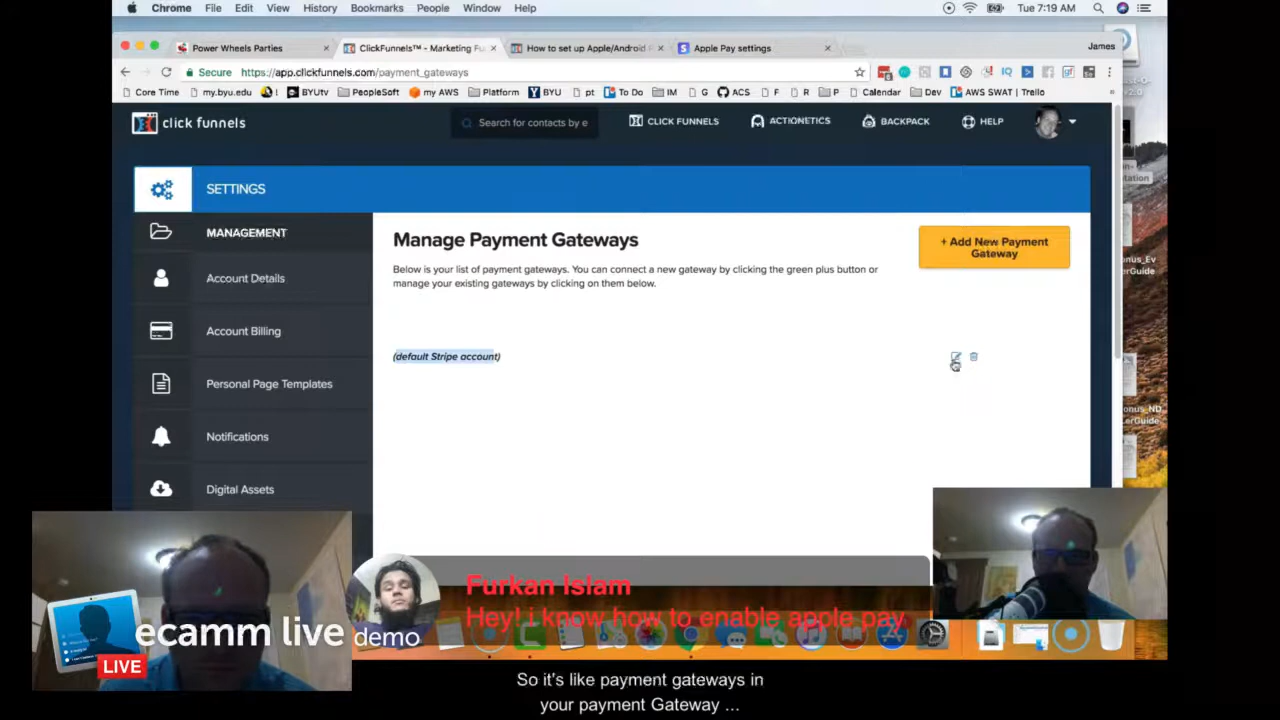 Chrome File Edit View History Bookmarks People Window Help Tue 7:19 AM
Power Wheels Parties ClickFunnels™ - Marketing Fu How to set up Apple/Android Apple Pay settings James
Secure https://app.clickfunnels.com/payment_gateways
Core Time my.byu.edu BYUtv PeopleSoft my AWS Platform BYU pt To Do IM G ACS F R P Calendar Dev AWS SWAT | Trello
click funnels Search for contacts by e CLICK FUNNELS ACTIONETICS BACKPACK HELP
SETTINGS
MANAGEMENT
Account Details
Account Billing
Personal Page Templates
Notifications
Digital Assets
Manage Payment Gateways
+ Add New Payment
Gateway
Below is your list of payment gateways. You can connect a new gateway by clicking the green plus button or
manage your existing gateways by clicking on them below.
(default Stripe account)
Furkan Islam
Hey! i know how to enable apple pay
ecamm live demo
LIVE
So it's like payment gateways in
your payment Gateway ...